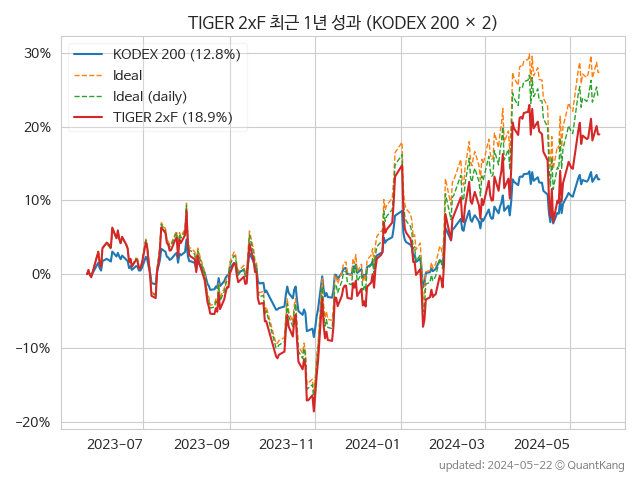 TIGER 2xF 최근 1년 성과 (KODEX 200 × 2)
30%
20%
10%
0%
−10%
−20%
KODEX 200 (12.8%)
Ideal
Ideal (daily)
TIGER 2xF (18.9%)
2023-07
2023-09
2023-11
2024-01
2024-03
2024-05
updated: 2024-05-22 © QuantKang